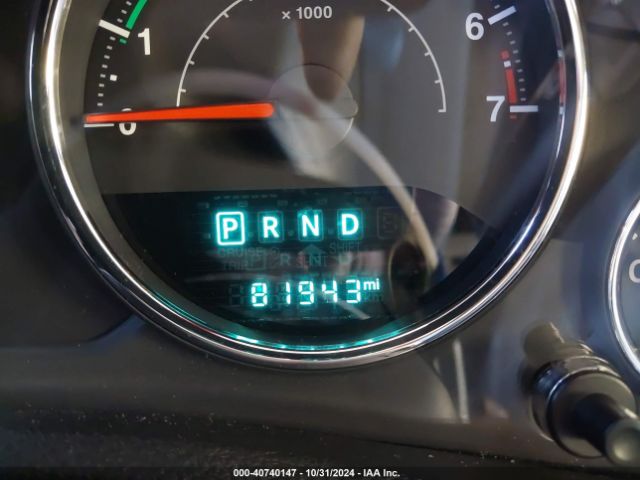 x 1000
1
6
0
7
P R N D
81943 mi
000-40740147 - 10/31/2024 - IAA Inc.